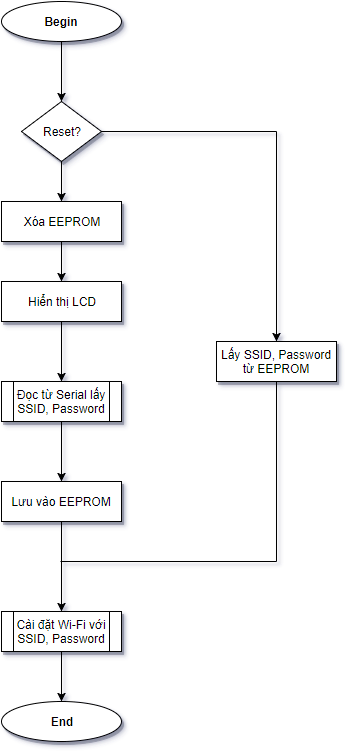 Begin
Reset?
Xóa EEPROM
Hiển thị LCD
Lấy SSID, Password
từ EEPROM
Đọc từ Serial lấy
SSID, Password
Lưu vào EEPROM
Cài đặt Wi-Fi với
SSID, Password
End